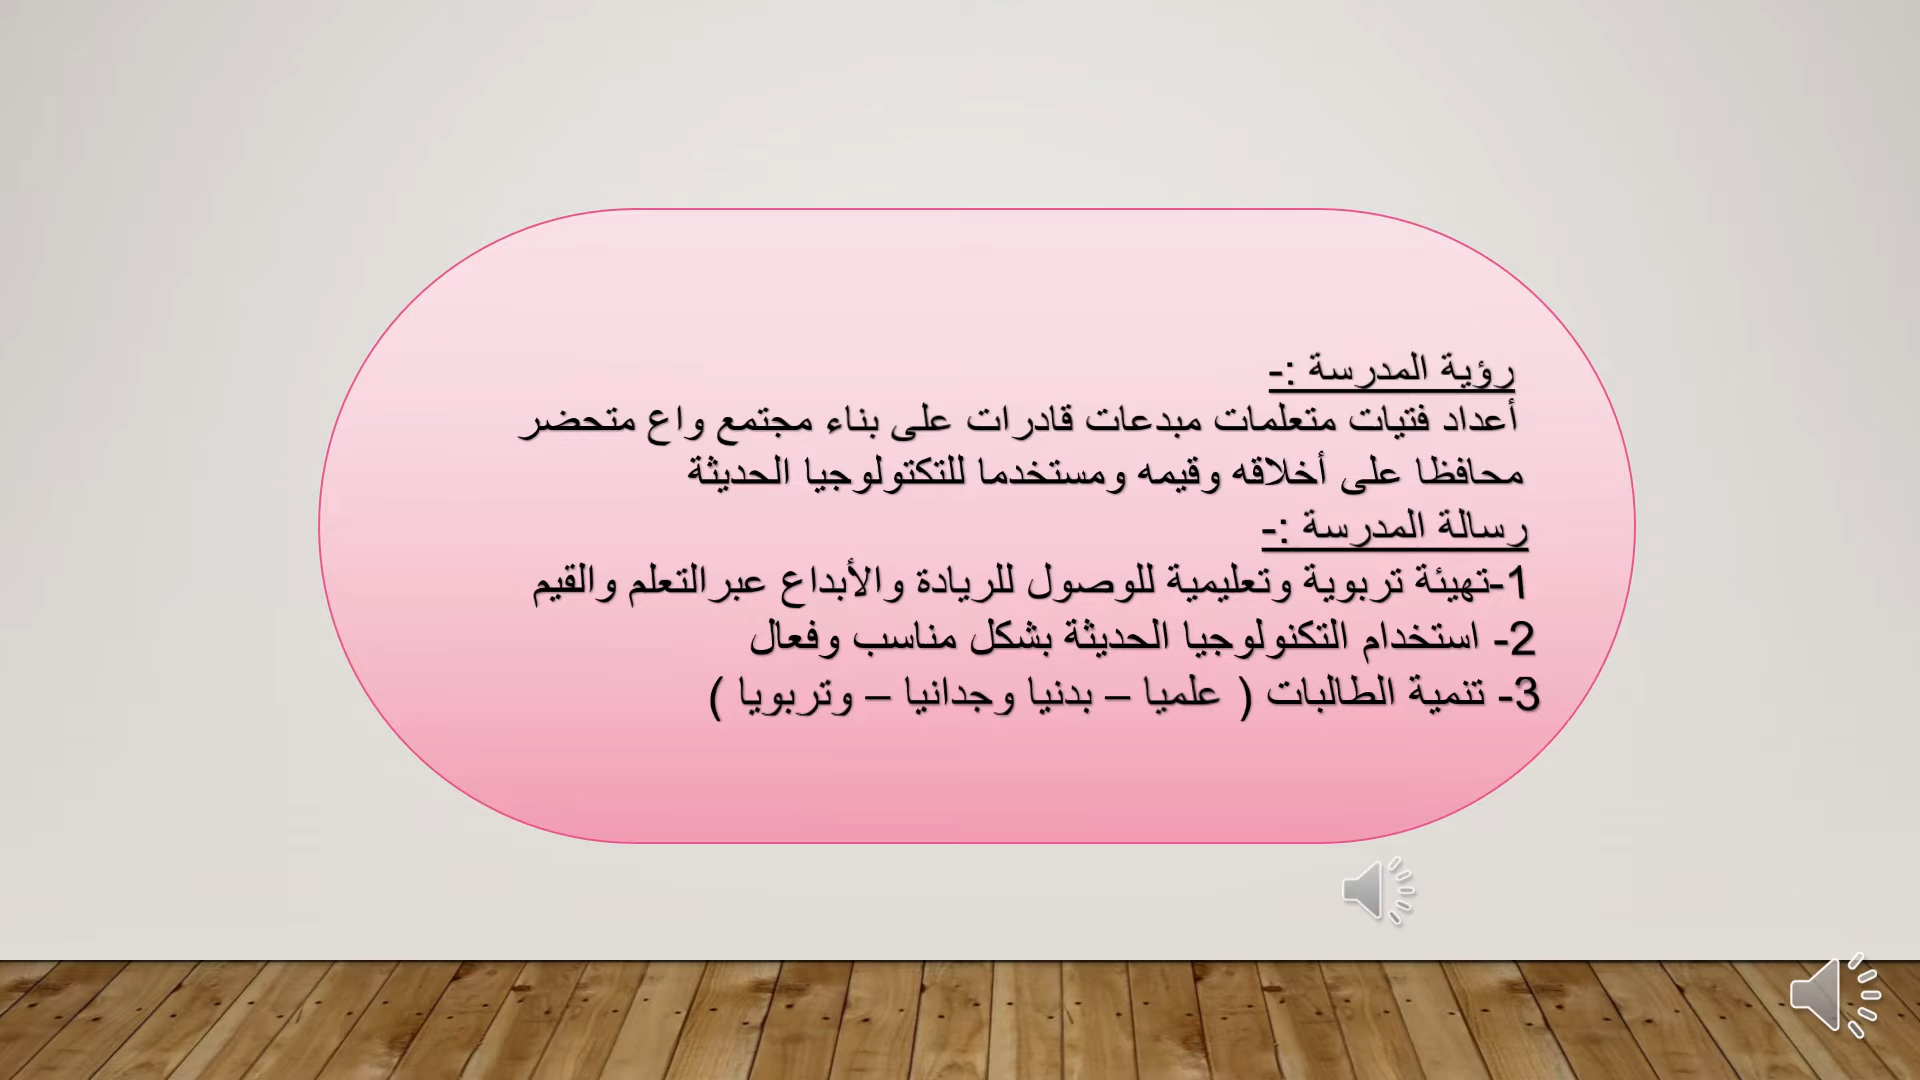 رؤية المدرسة :-
أعداد فتيات متعلمات مبدعات قادرات على بناء مجتمع واع متحضر
محافظا على أخلاقه وقيمه ومستخدما للتكتولوجيا الحديثة
رسالة المدرسة :-
1-تهيئة تربوية وتعليمية للوصول للريادة والأبداع عبرالتعلم والقيم
2- استخدام التكنولوجيا الحديثة بشكل مناسب وفعال
3- تنمية الطالبات ( علميا – بدنيا وجدانيا – وتربويا )